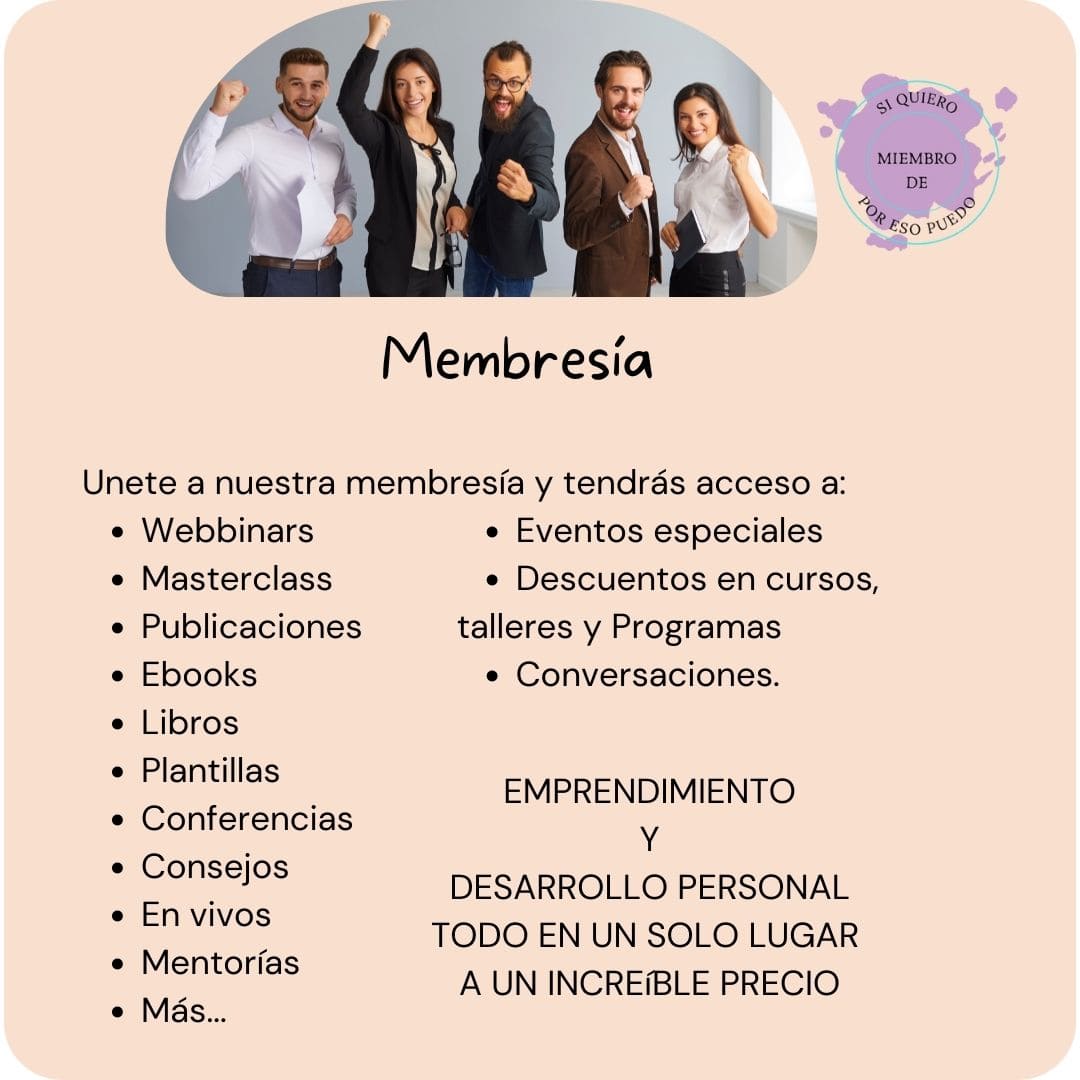 SI QUIERO
MIEMBRO
DE
POR ESO PUEDO
Membresía
Unete a nuestra membresía y tendrás acceso a:
• Webbinars
• Masterclass
• Publicaciones
• Ebooks
• Libros
• Plantillas
• Conferencias
• Consejos
• En vivos
• Mentorías
• Más...
• Eventos especiales
• Descuentos en cursos,
talleres y Programas
• Conversaciones.
EMPRENDIMIENTO
Y
DESARROLLO PERSONAL
TODO EN UN SOLO LUGAR
A UN INCREíBLE PRECIO